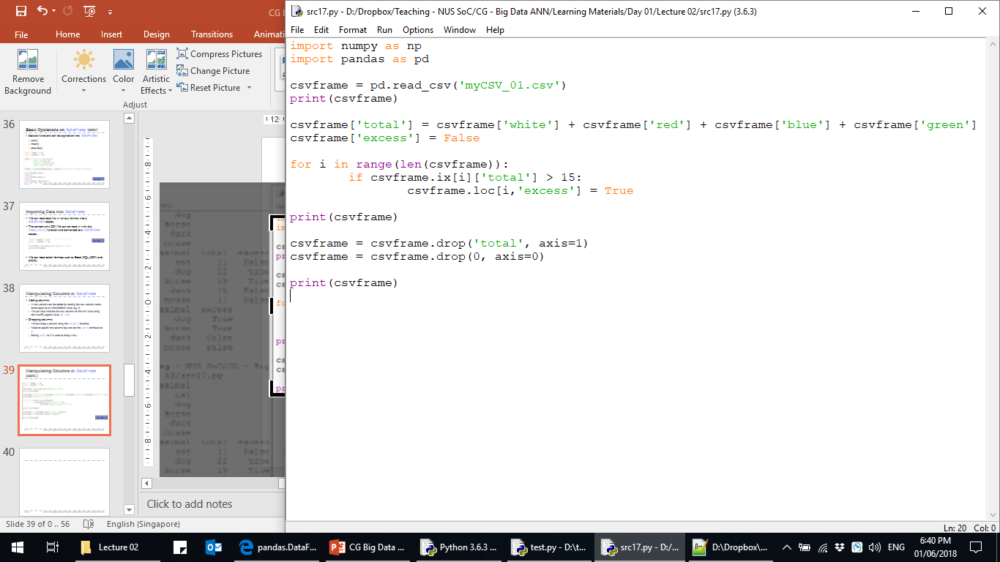 CG B
File
Home
Insert
Design
Transitions
Animati
Remove
Background
Corrections
Color
Artistic
Effects
Compress Pictures
Change Picture
Reset Picture
Adjust
36
Basic Operations on DataFrame (cont.)
37
Importing Data into DataFrame
38
Manipulating Columns in DataFrame
39
Manipulating Columns in DataFrame
(cont.)
40
12
Click to add notes
Slide 39 of 0 .. 56
English (Singapore)
src17.py - D:/Dropbox/Teaching - NUS SoC/CG - Big Data ANN/Learning Materials/Day 01/Lecture 02/src17.py (3.6.3)
File Edit Format Run Options Window Help
import numpy as np
import pandas as pd
csvframe = pd.read_csv('myCSV_01.csv')
print(csvframe)
csvframe['total'] = csvframe['white'] + csvframe['red'] + csvframe['blue'] + csvframe['green']
csvframe['excess'] = False
for i in range(len(csvframe)):
        if csvframe.ix[i]['total'] > 15:
                csvframe.loc[i,'excess'] = True
print(csvframe)
csvframe = csvframe.drop('total', axis=1)
csvframe = csvframe.drop(0, axis=0)
print(csvframe)
Ln: 20 Col: 0
Lecture 02
pandas.DataF...
CG Big Data ...
Python 3.6.3 ...
test.py - D:\t...
src17.py - D:/...
D:\Dropbox\...
ENG
6:40 PM
01/06/2018